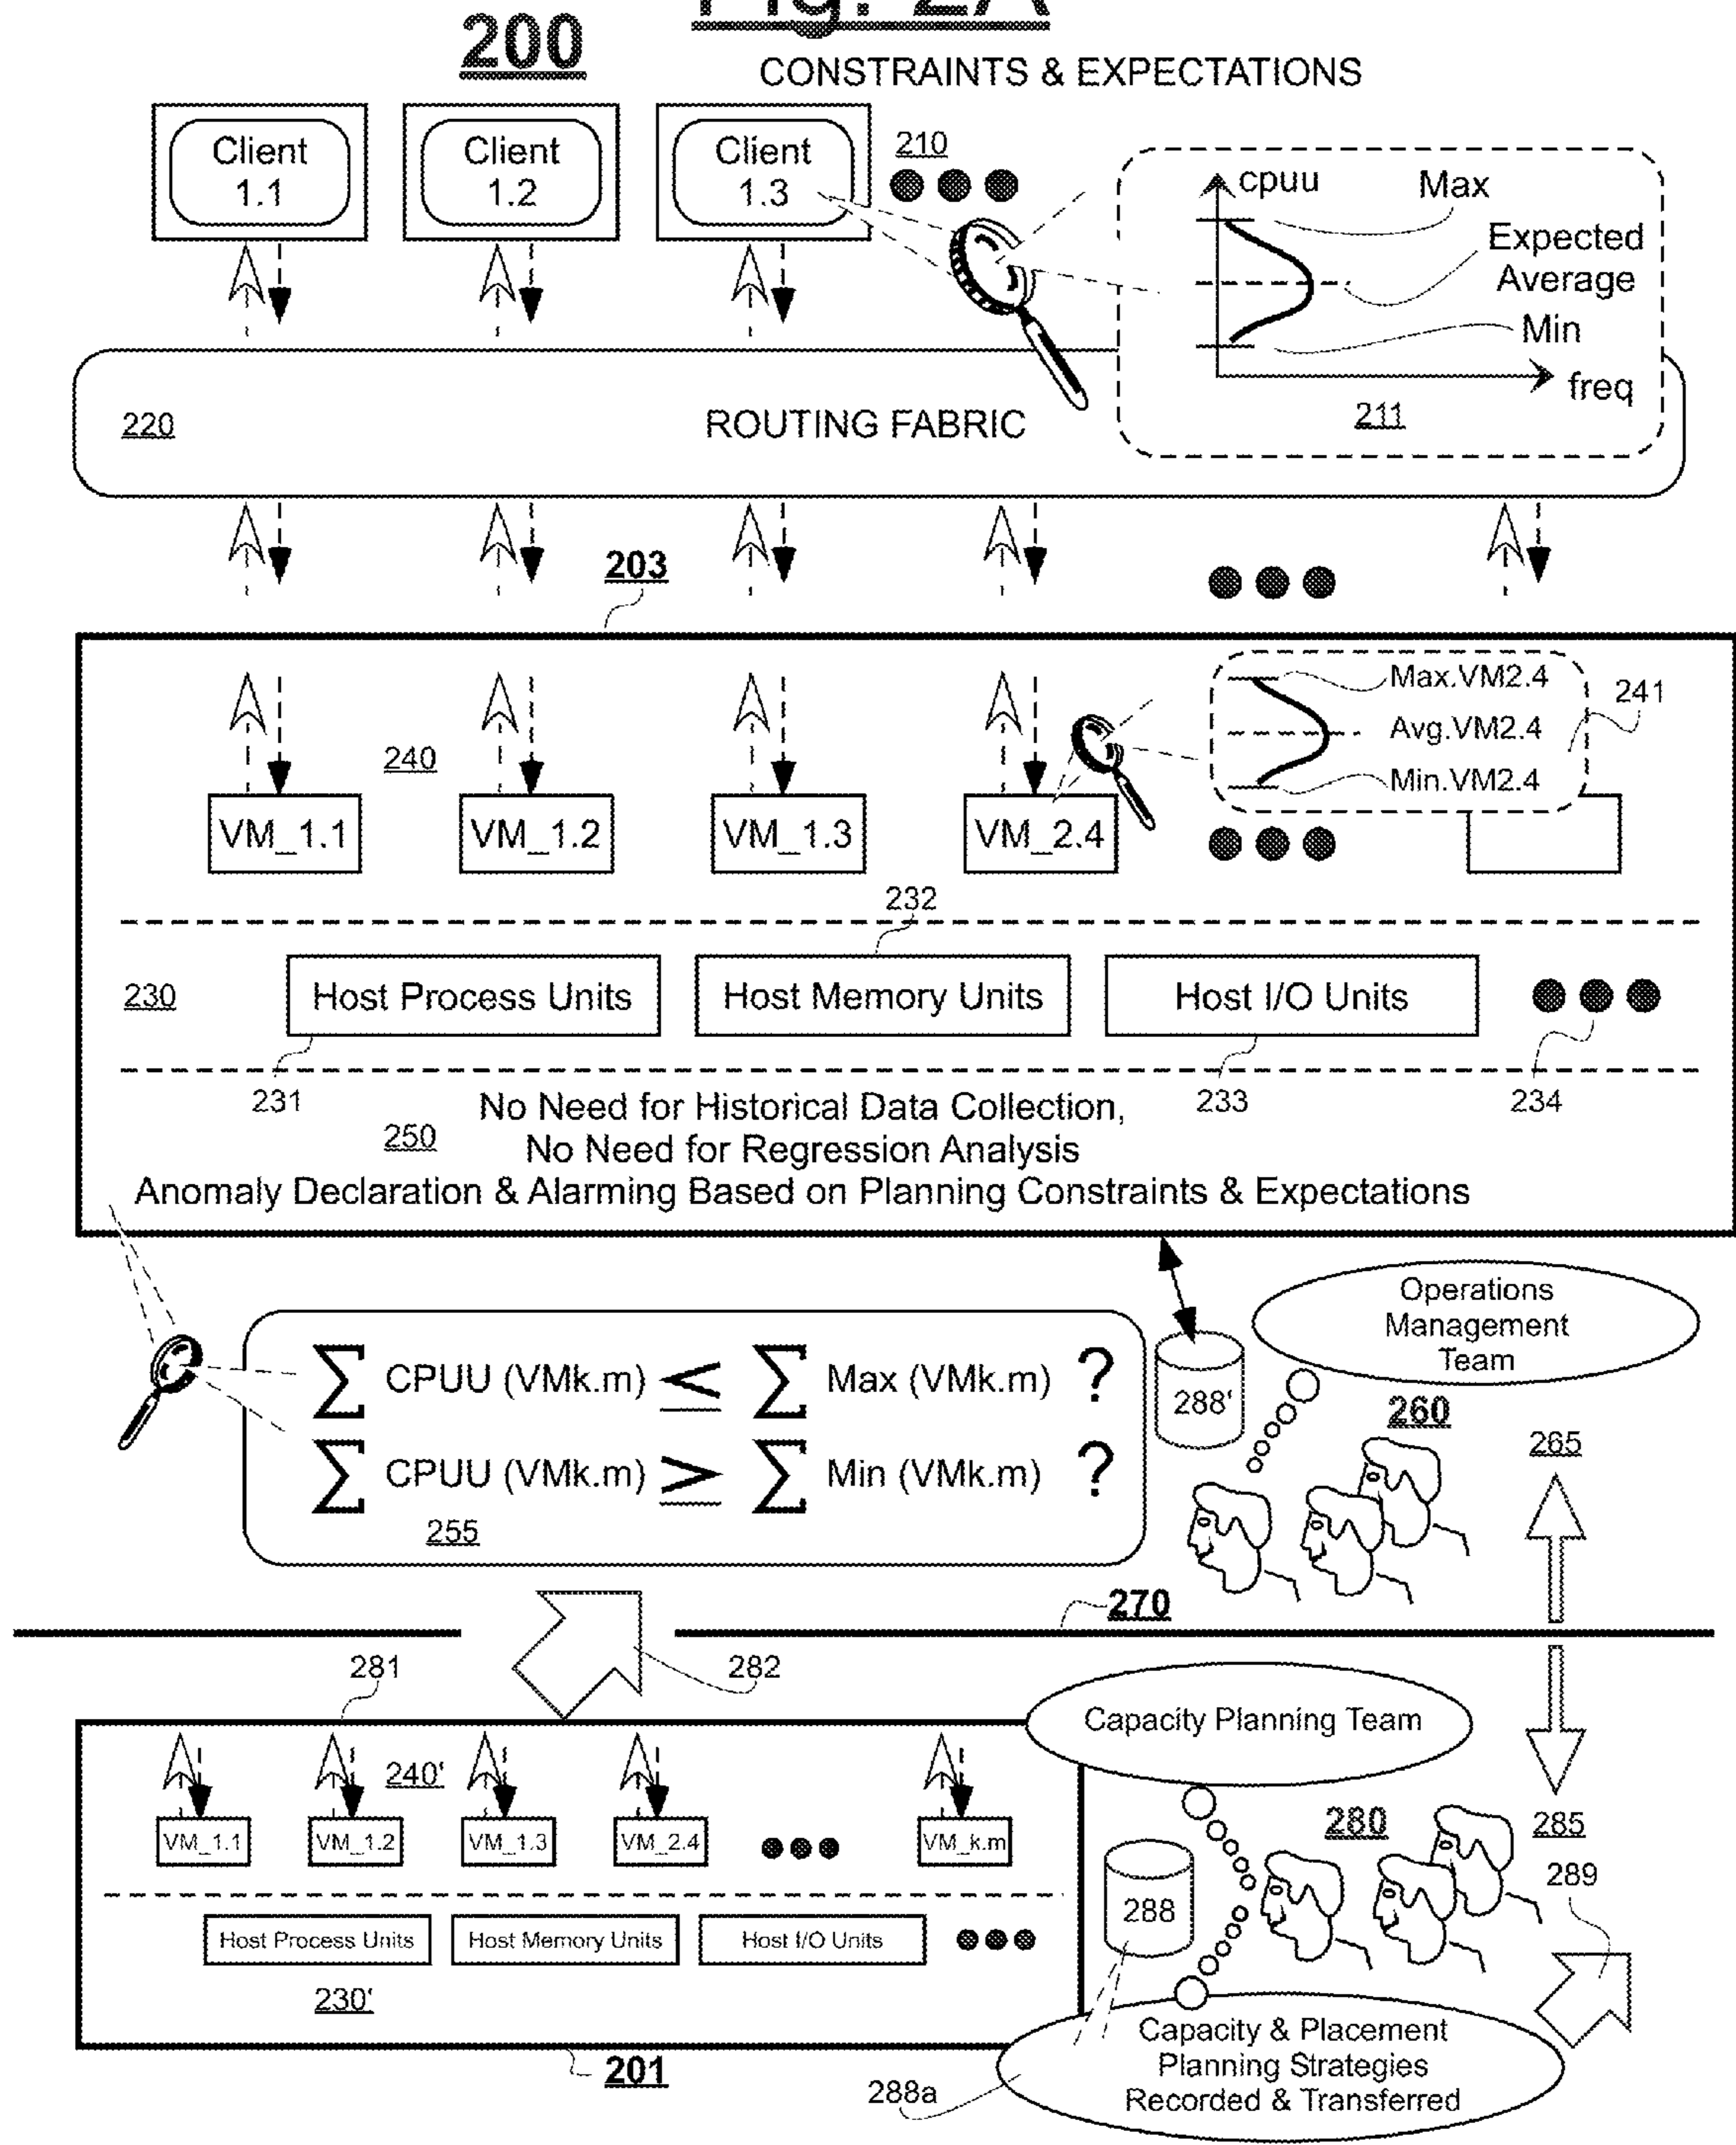 Fig. 2A
200
CONSTRAINTS & EXPECTATIONS
Client
1.1
Client
1.2
Client
1.3
210
cpuu
Max
Expected
Average
Min
freq
211
220
ROUTING FABRIC
203
Max.VM2.4
Avg.VM2.4
Min.VM2.4
241
240
VM_1.1
VM_1.2
VM_1.3
VM_2.4
232
230
Host Process Units
Host Memory Units
Host I/O Units
231
233
234
No Need for Historical Data Collection,
250
No Need for Regression Analysis
Anomaly Declaration & Alarming Based on Planning Constraints & Expectations
Operations
Management
Team
∑ CPUU (VMk.m) ≤ ∑ Max (VMk.m) ?
∑ CPUU (VMk.m) ≥ ∑ Min (VMk.m) ?
255
288'
260
265
270
281
282
Capacity Planning Team
240'
VM_1.1
VM_1.2
VM_1.3
VM_2.4
VM_k.m
280
285
289
288
Host Process Units
Host Memory Units
Host I/O Units
230'
201
288a
Capacity & Placement
Planning Strategies
Recorded & Transferred